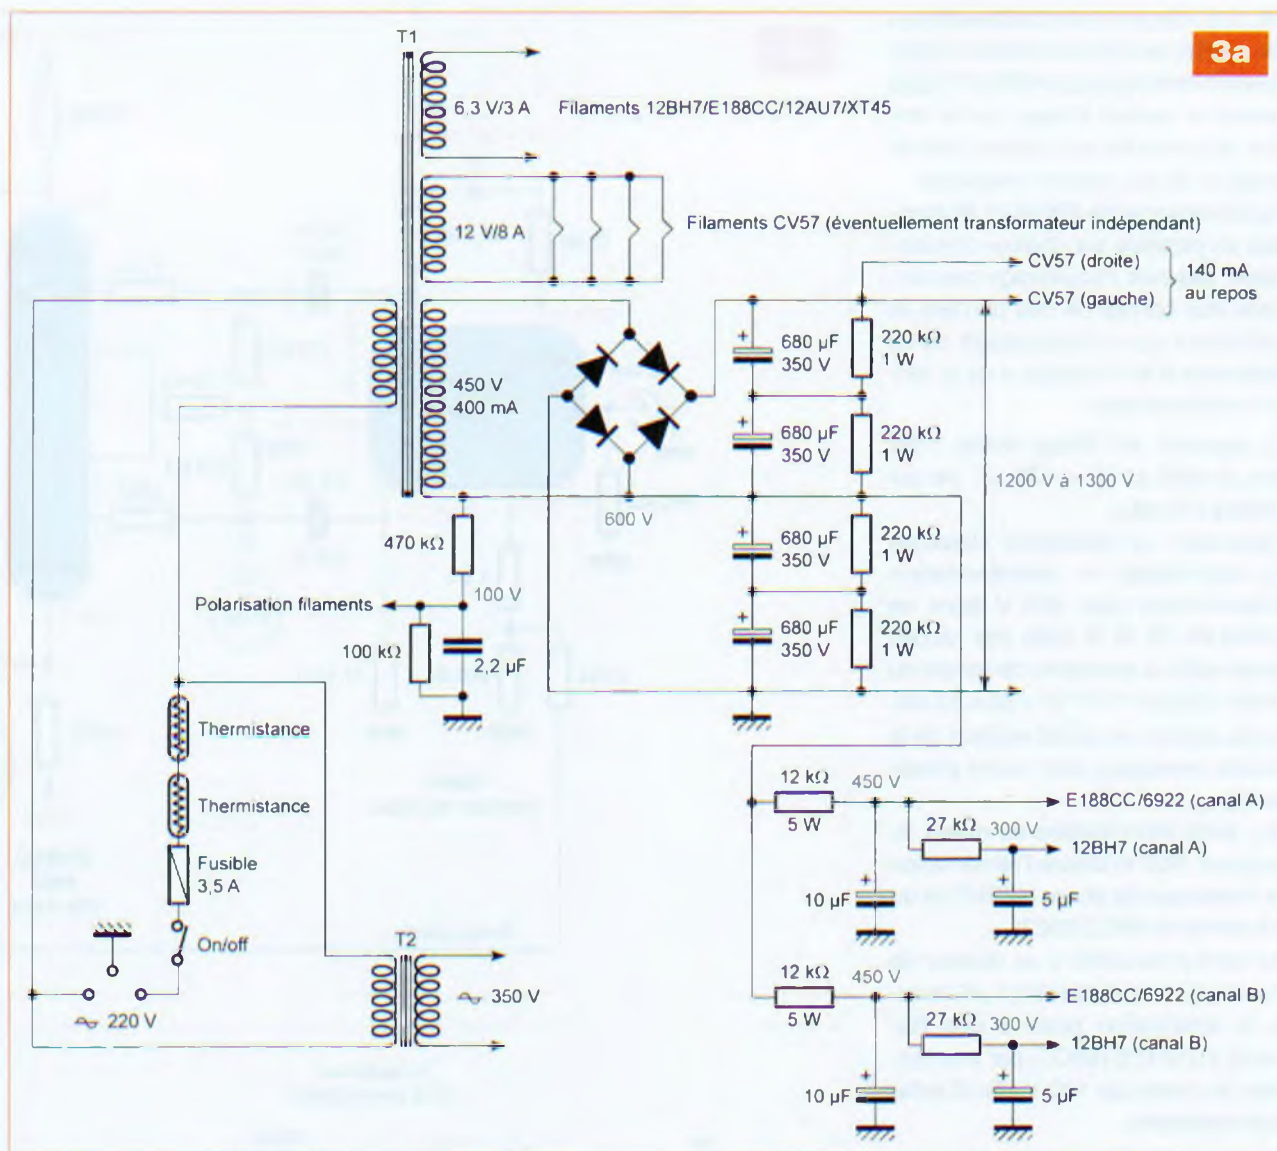 3a
T1
6.3 V/3 A
Filaments 12BH7/E188CC/12AU7/XT45
12 V/8 A
Filaments CV57 (éventuellement transformateur indépendant)
CV57 (droite)
CV57 (gauche)
140 mA
au repos
450 V
400 mA
+
680 µF
350 V
220 kΩ
1 W
+
680 µF
350 V
220 kΩ
1 W
1200 V à 1300 V
600 V
+
680 µF
350 V
220 kΩ
1 W
+
680 µF
350 V
220 kΩ
1 W
470 kΩ
Polarisation filaments
100 V
100 kΩ
2,2 µF
Thermistance
Thermistance
Fusible
3,5 A
On/off
220 V
T2
350 V
12 kΩ
5 W
450 V
E188CC/6922 (canal A)
27 kΩ
300 V
12BH7 (canal A)
+
10 µF
+
5 µF
12 kΩ
5 W
450 V
E188CC/6922 (canal B)
27 kΩ
300 V
12BH7 (canal B)
+
10 µF
+
5 µF